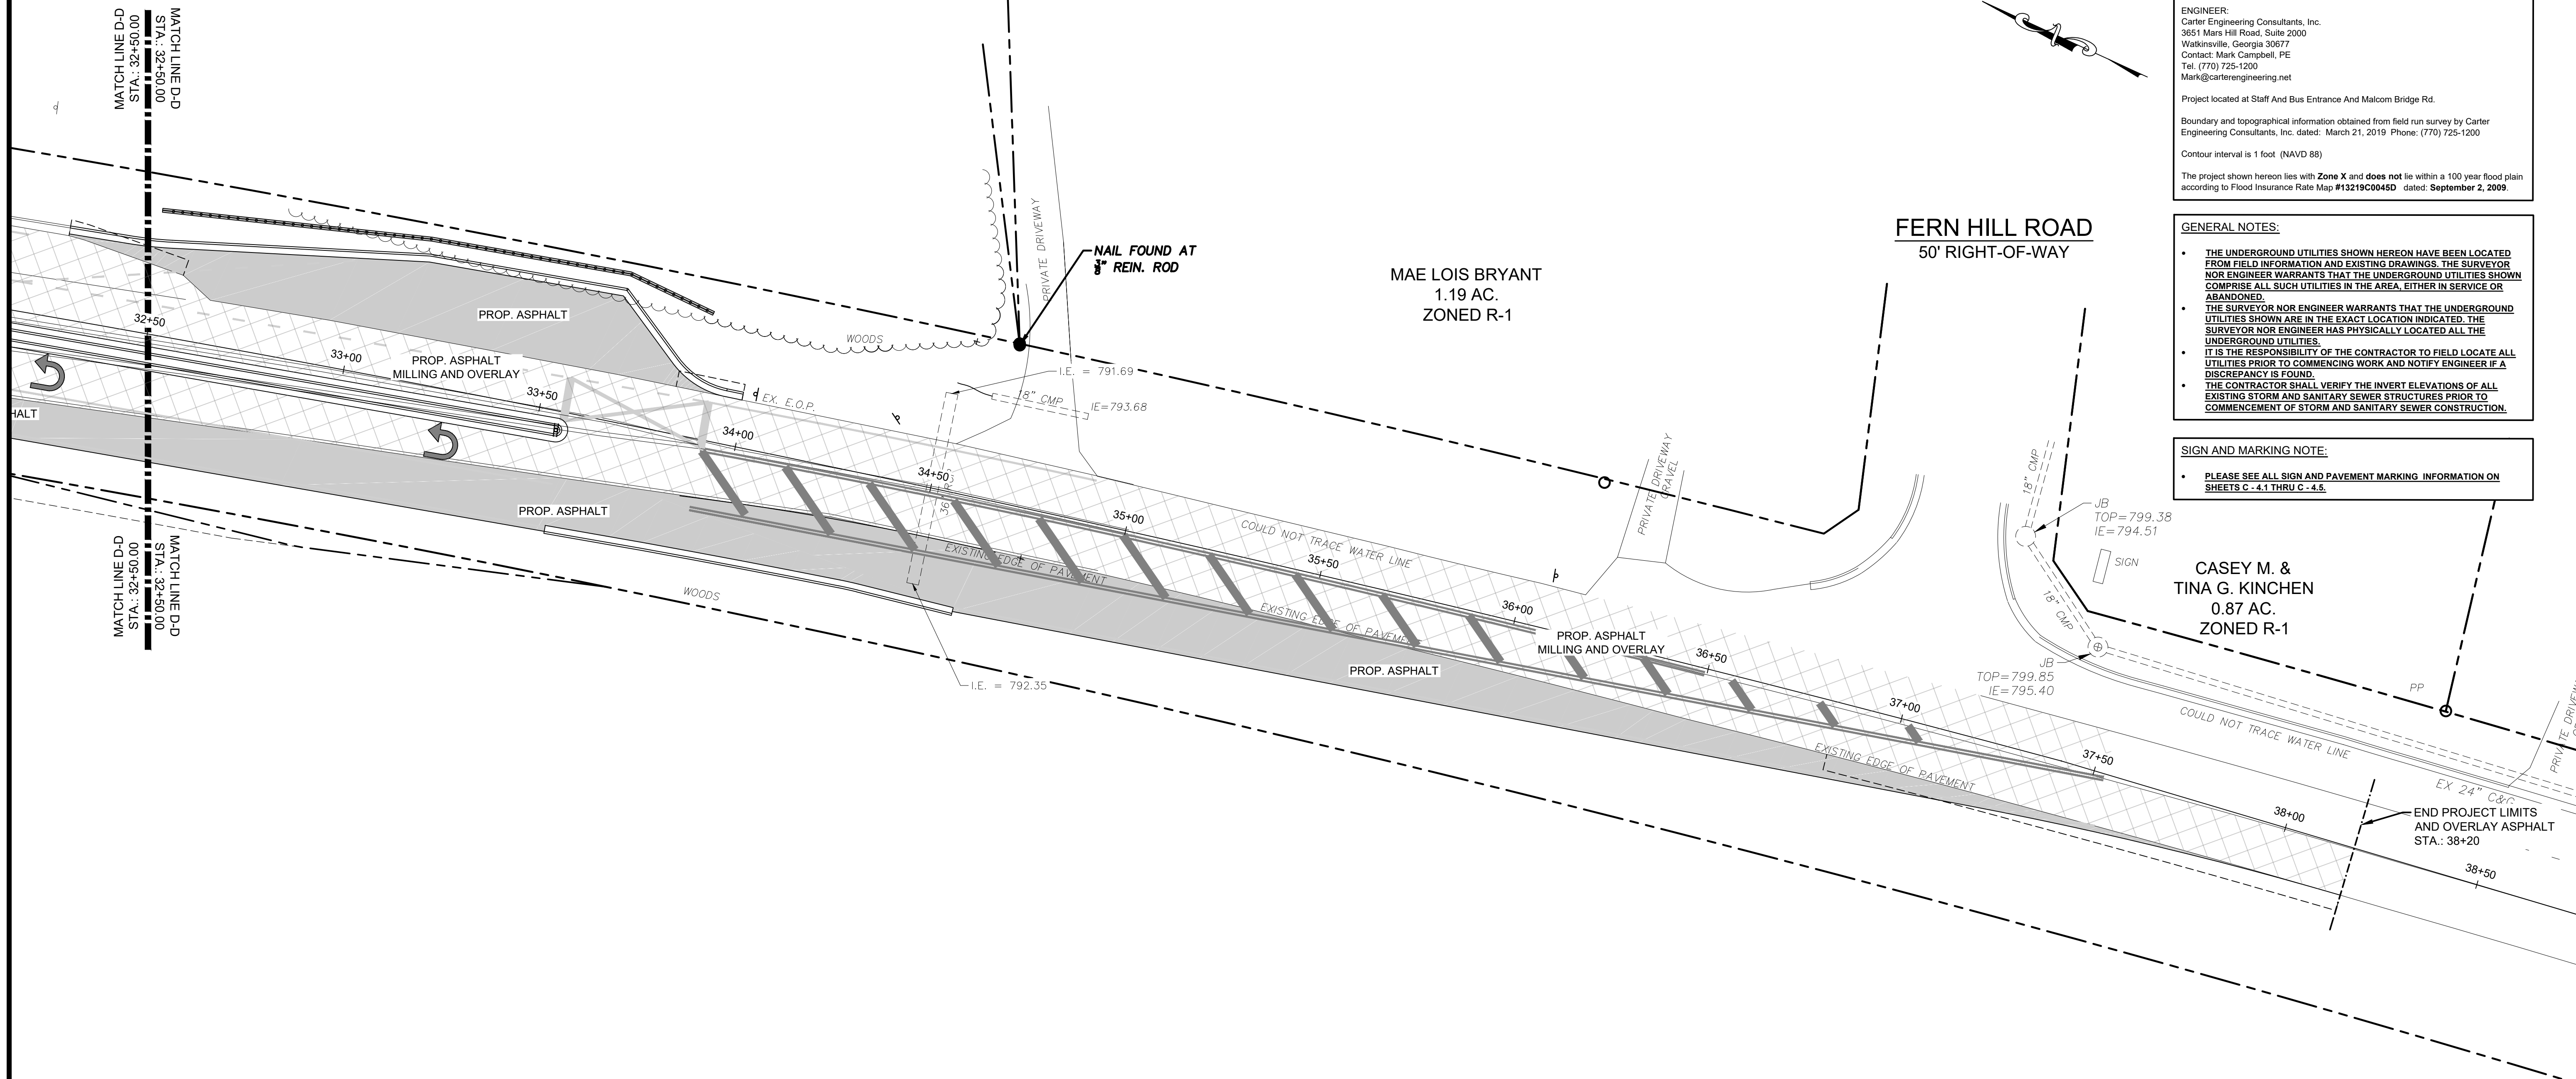 MATCH LINE D-D
STA.: 32+50.00
MATCH LINE D-D
STA.: 32+50.00
ENGINEER:
Carter Engineering Consultants, Inc.
3651 Mars Hill Road, Suite 2000
Watkinsville, Georgia 30677
Contact: Mark Campbell, PE
Tel. (770) 725-1200
Mark@carterengineering.net
Project located at Staff And Bus Entrance And Malcom Bridge Rd.
Boundary and topographical information obtained from field run survey by Carter
Engineering Consultants, Inc. dated: March 21, 2019 Phone: (770) 725-1200
Contour interval is 1 foot (NAVD 88)
The project shown hereon lies with Zone X and does not lie within a 100 year flood plain
according to Flood Insurance Rate Map #13219C0045D dated: September 2, 2009.
GENERAL NOTES:
• THE UNDERGROUND UTILITIES SHOWN HEREON HAVE BEEN LOCATED
FROM FIELD INFORMATION AND EXISTING DRAWINGS. THE SURVEYOR
NOR ENGINEER WARRANTS THAT THE UNDERGROUND UTILITIES SHOWN
COMPRISE ALL SUCH UTILITIES IN THE AREA, EITHER IN SERVICE OR
ABANDONED.
• THE SURVEYOR NOR ENGINEER WARRANTS THAT THE UNDERGROUND
UTILITIES SHOWN ARE IN THE EXACT LOCATION INDICATED. THE
SURVEYOR NOR ENGINEER HAS PHYSICALLY LOCATED ALL THE
UNDERGROUND UTILITIES.
• IT IS THE RESPONSIBILITY OF THE CONTRACTOR TO FIELD LOCATE ALL
UTILITIES PRIOR TO COMMENCING WORK AND NOTIFY ENGINEER IF A
DISCREPANCY IS FOUND.
• THE CONTRACTOR SHALL VERIFY THE INVERT ELEVATIONS OF ALL
EXISTING STORM AND SANITARY SEWER STRUCTURES PRIOR TO
COMMENCEMENT OF STORM AND SANITARY SEWER CONSTRUCTION.
SIGN AND MARKING NOTE:
• PLEASE SEE ALL SIGN AND PAVEMENT MARKING INFORMATION ON
SHEETS C - 4.1 THRU C - 4.5.
FERN HILL ROAD
50' RIGHT-OF-WAY
NAIL FOUND AT
3/8" REIN. ROD
PRIVATE DRIVEWAY
MAE LOIS BRYANT
1.19 AC.
ZONED R-1
PROP. ASPHALT
WOODS
32+50
33+00
33+50
34+00
34+50
35+00
35+50
36+00
36+50
37+00
37+50
38+00
38+50
PROP. ASPHALT
MILLING AND OVERLAY
I.E. = 791.69
18" CMP
IE=793.68
EX. E.O.P.
HALT
36"
PROP. ASPHALT
EXISTING EDGE OF PAVEMENT
COULD NOT TRACE WATER LINE
PRIVATE DRIVEWAY
GRAVEL
18" CMP
JB
TOP=799.38
IE=794.51
SIGN
CASEY M. &
TINA G. KINCHEN
0.87 AC.
ZONED R-1
18" CMP
JB
TOP=799.85
IE=795.40
MATCH LINE D-D
STA.: 32+50.00
MATCH LINE D-D
STA.: 32+50.00
WOODS
EXISTING EDGE OF PAVEME
PROP. ASPHALT
MILLING AND OVERLAY
PROP. ASPHALT
I.E. = 792.35
PP
COULD NOT TRACE WATER LINE
EXISTING EDGE OF PAVEMENT
EX 24" C&G
PRIVATE DRIVEW
END PROJECT LIMITS
AND OVERLAY ASPHALT
STA.: 38+20